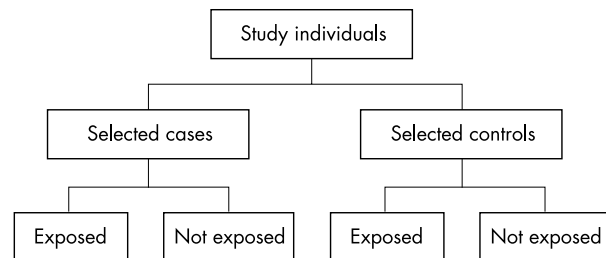 Study individuals
Selected cases
Selected controls
Exposed
Not exposed
Exposed
Not exposed